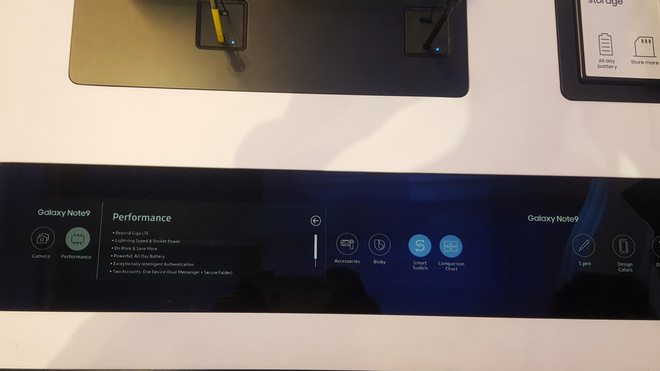 storage
All day
battery
Store more
Galaxy Note9
Camera
Performance
Performance
• Beyond Giga LTE
• Lightning Speed & Rocket Power
• Do More & Save More
• Powerful, All Day Battery
• Exceptionally Intelligent Authentication
• Two Accounts, One Device (Dual Messenger + Secure Folder)
Accessories
Bixby
Smart
Switch
Comparison
Chart
Galaxy Note9
S-pen
Design
Colors